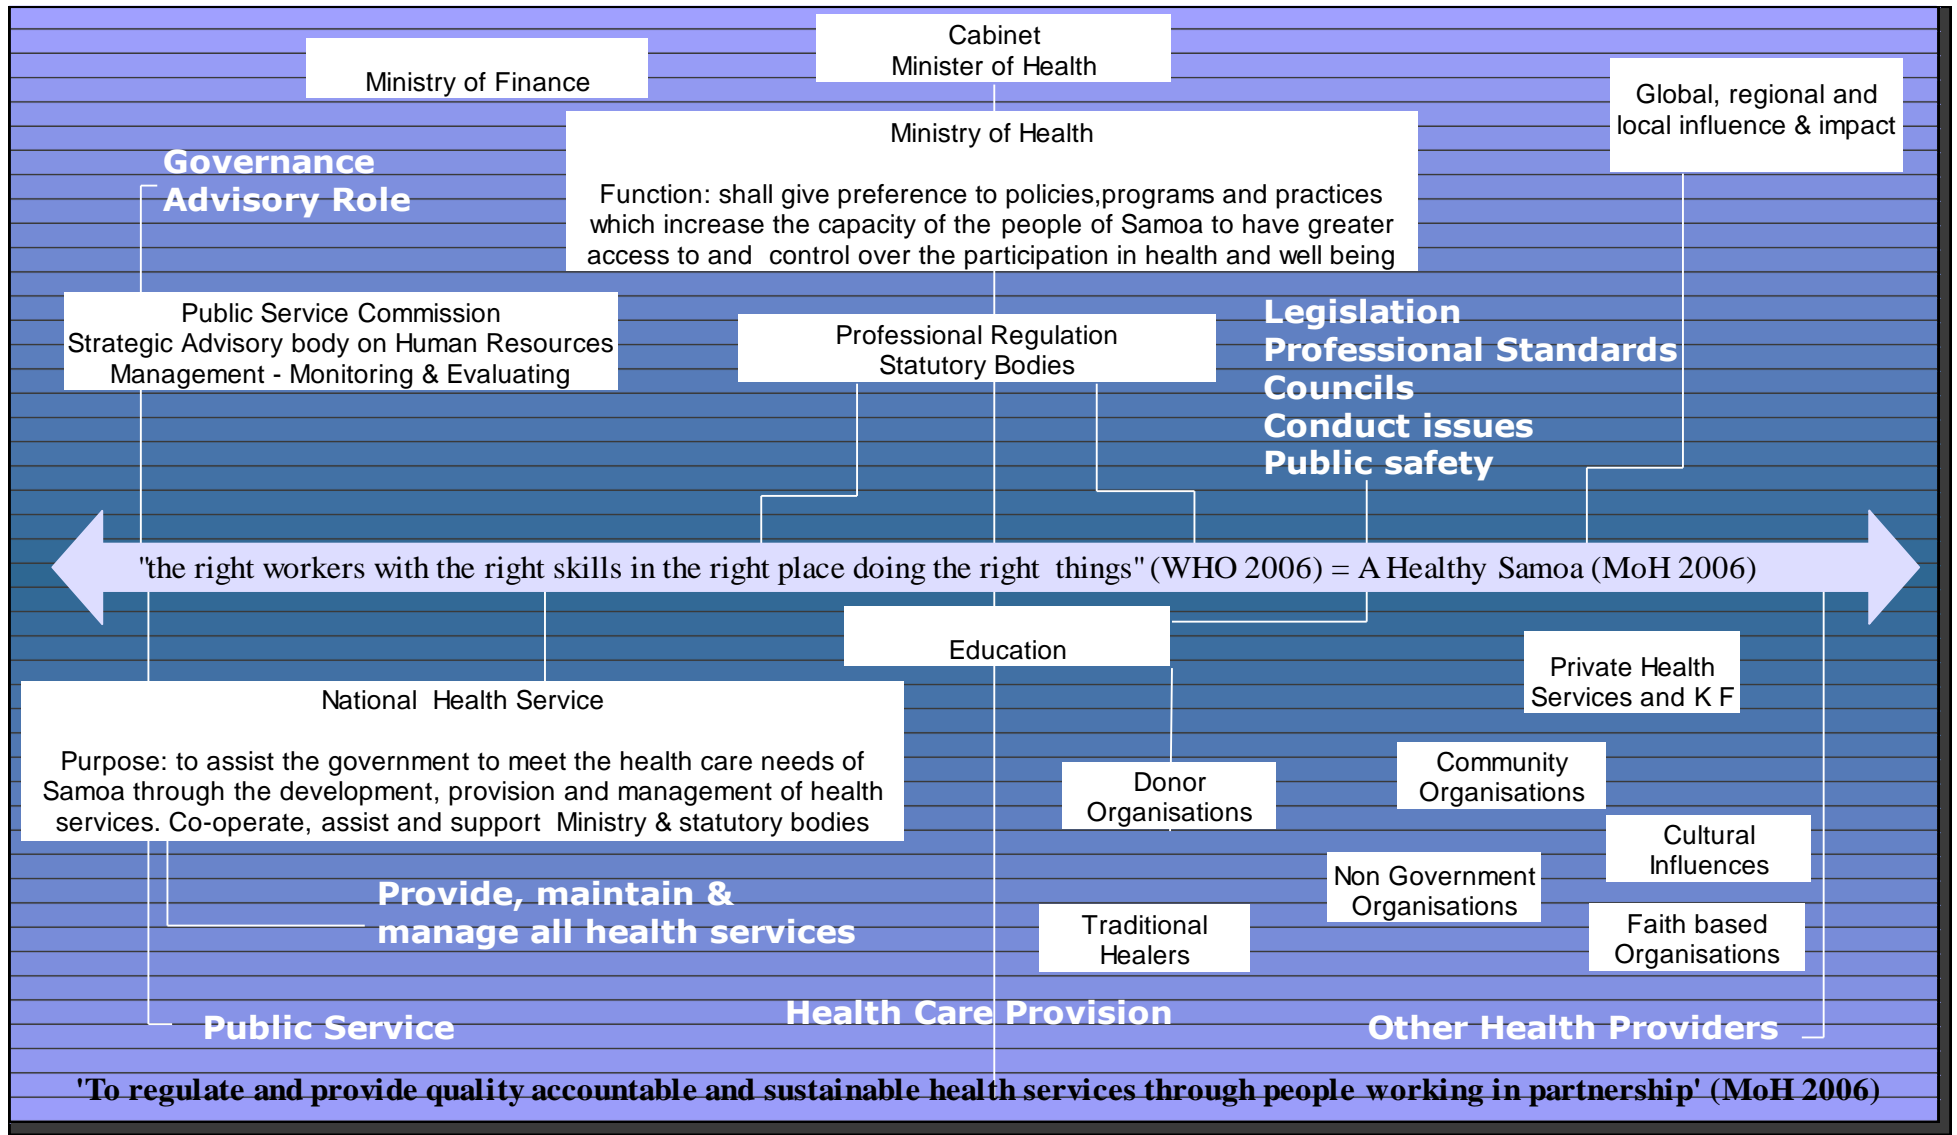 Cabinet
Minister of Health
Ministry of Finance
Global, regional and
local influence & impact
Ministry of Health
Function: shall give preference to policies,programs and practices
which increase the capacity of the people of Samoa to have greater
access to and control over the participation in health and well being
Governance
Advisory Role
Public Service Commission
Strategic Advisory body on Human Resources
Management - Monitoring & Evaluating
Professional Regulation
Statutory Bodies
Legislation
Professional Standards
Councils
Conduct issues
Public safety
"the right workers with the right skills in the right place doing the right things" (WHO 2006) = A Healthy Samoa (MoH 2006)
Education
Private Health
Services and K F
National Health Service
Purpose: to assist the government to meet the health care needs of
Samoa through the development, provision and management of health
services. Co-operate, assist and support Ministry & statutory bodies
Donor
Organisations
Community
Organisations
Cultural
Influences
Non Government
Organisations
Traditional
Healers
Faith based
Organisations
Provide, maintain &
manage all health services
Public Service
Health Care Provision
Other Health Providers
'To regulate and provide quality accountable and sustainable health services through people working in partnership' (MoH 2006)